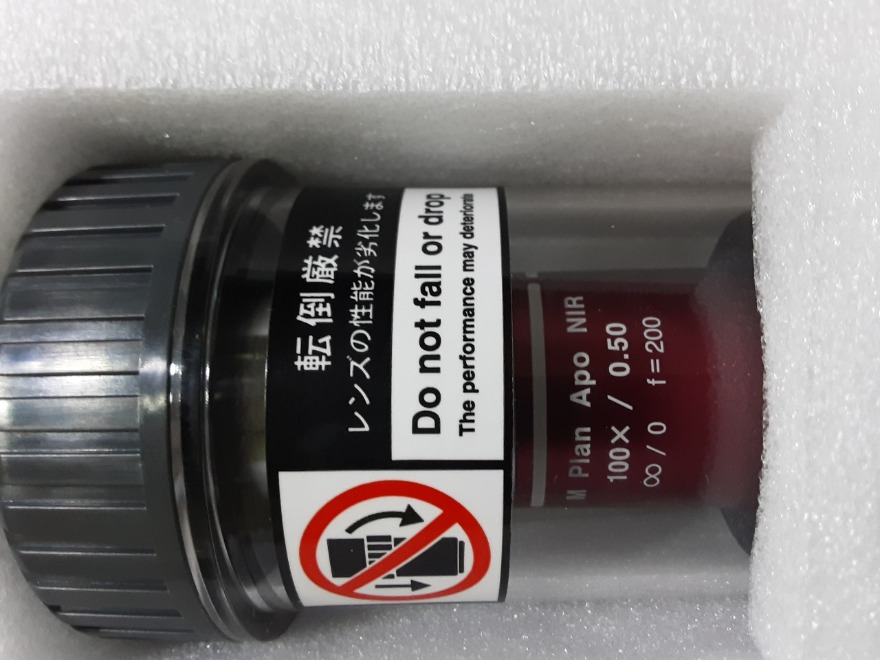 転倒厳禁
レンズの性能が劣化します
Do not fall or drop
The performance may deteriorate
M Plan Apo NIR
100× / 0.50
∞ / 0 f = 200